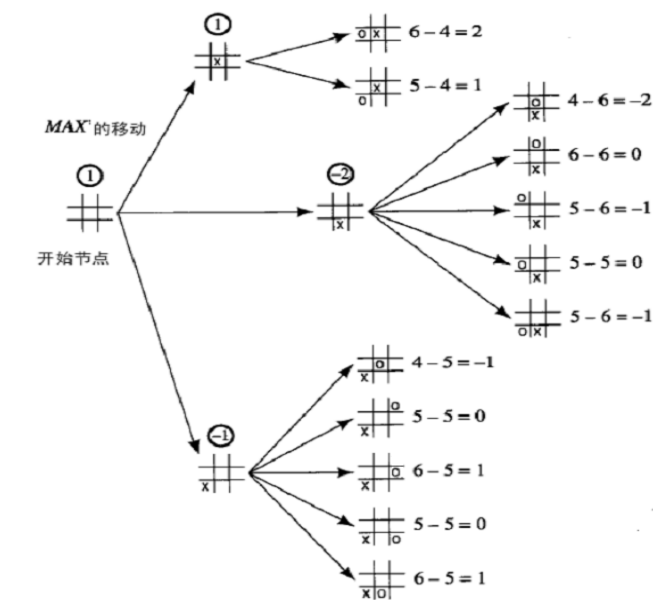 1
x
o x
6 – 4 = 2
x
o
5 – 4 = 1
MAX' 的移动
1
开始节点
–2
x
o
x
4 – 6 = –2
o
x
6 – 6 = 0
o
x
5 – 6 = –1
o
x
5 – 5 = 0
o x
5 – 6 = –1
–1
x
o
x
4 – 5 = –1
o
x
5 – 5 = 0
o
x
6 – 5 = 1
x o
5 – 5 = 0
x o
6 – 5 = 1